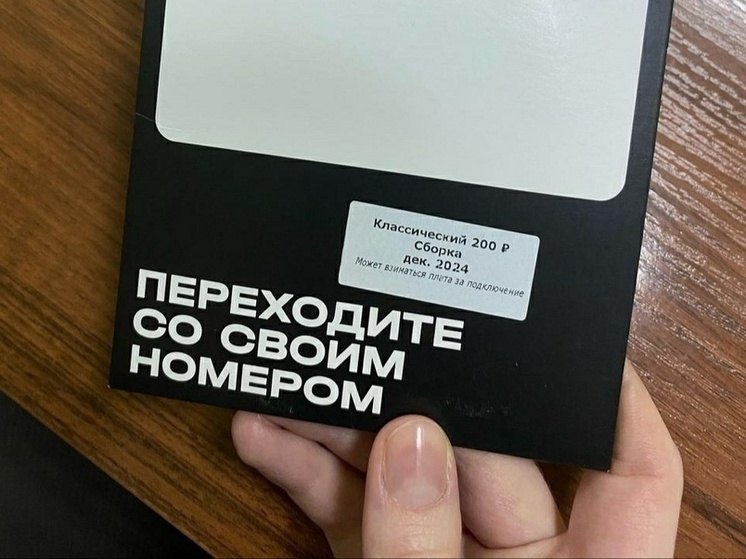 Классический 200 ₽
Сборка
дек. 2024
Может взиматься плата за подключение
ПЕРЕХОДИТЕ
СО СВОИМ
НОМЕРОМ